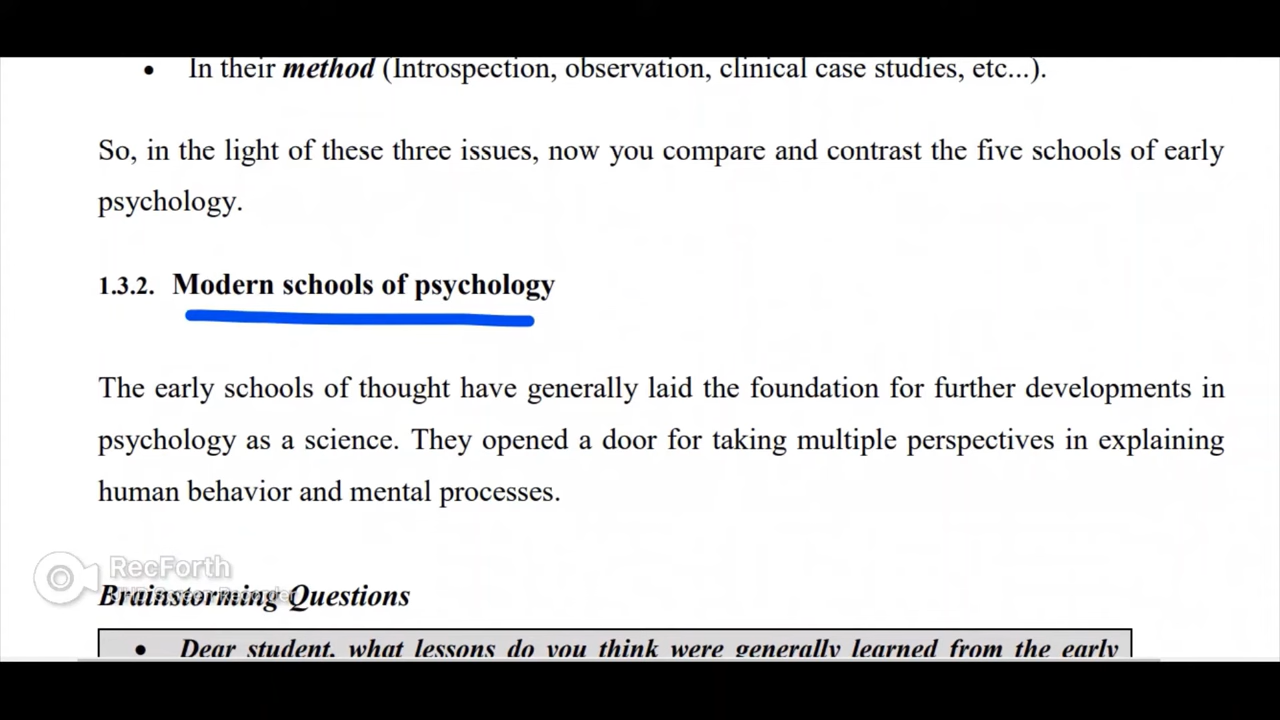 • In their method (Introspection, observation, clinical case studies, etc...).
So, in the light of these three issues, now you compare and contrast the five schools of early
psychology.
1.3.2. Modern schools of psychology
The early schools of thought have generally laid the foundation for further developments in
psychology as a science. They opened a door for taking multiple perspectives in explaining
human behavior and mental processes.
RecForth
UHD Screen Recorder
Brainstorming Questions
• Dear student, what lessons do you think were generally learned from the early